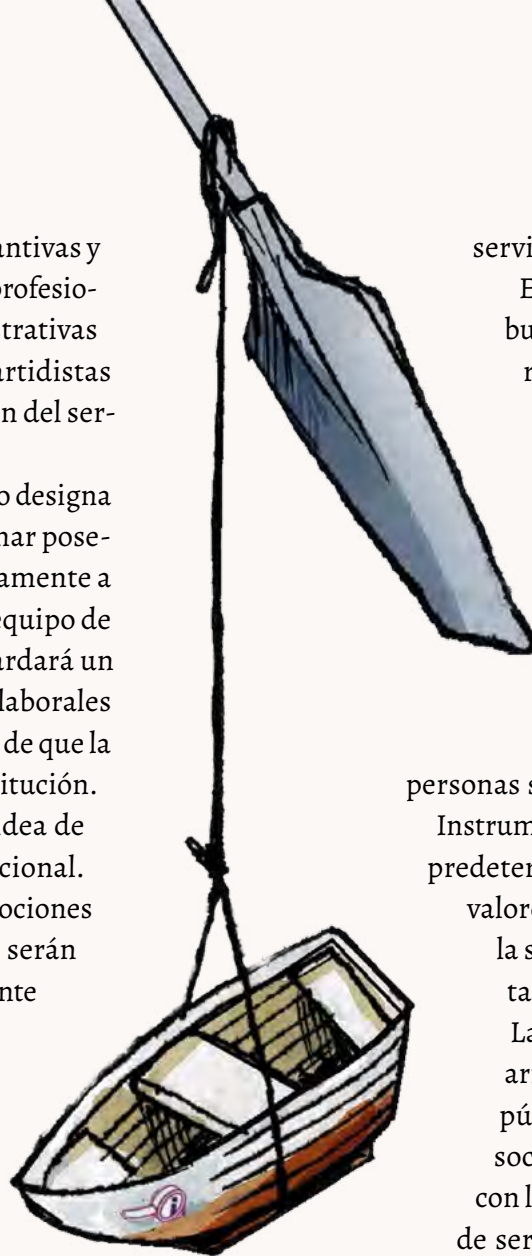 antivas y
profesio-
trativas
artidistas
n del ser-
o designa
nar pose-
amente a
equipo de
ardará un
laborales
de que la
itución.
idea de
cional.
ociones
serán
nte
servi
E
bu
r
personas s
Instrum
predeter
valore
la s
ta
La
ar
pú
soc
con l
de ser